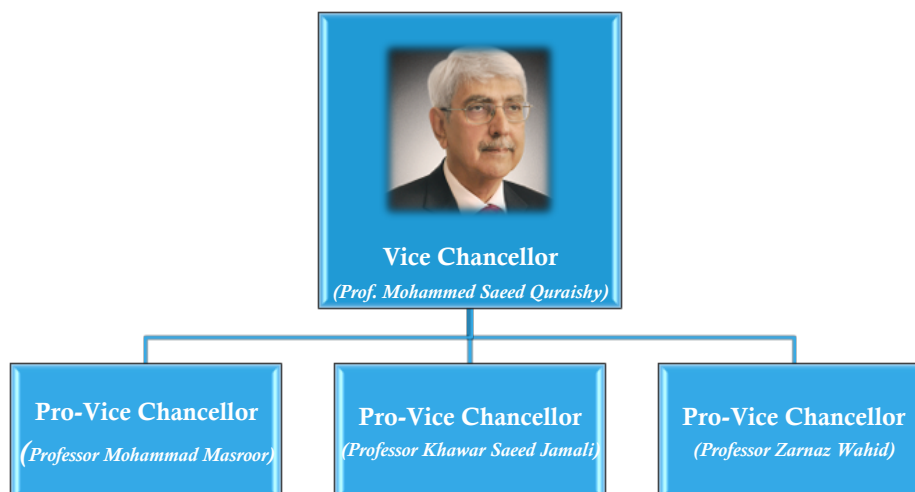 Vice Chancellor
(Prof. Mohammed Saeed Quraishy)
Pro-Vice Chancellor
(Professor Mohammad Masroor)
Pro-Vice Chancellor
(Professor Khawar Saeed Jamali)
Pro-Vice Chancellor
(Professor Zarnaz Wahid)